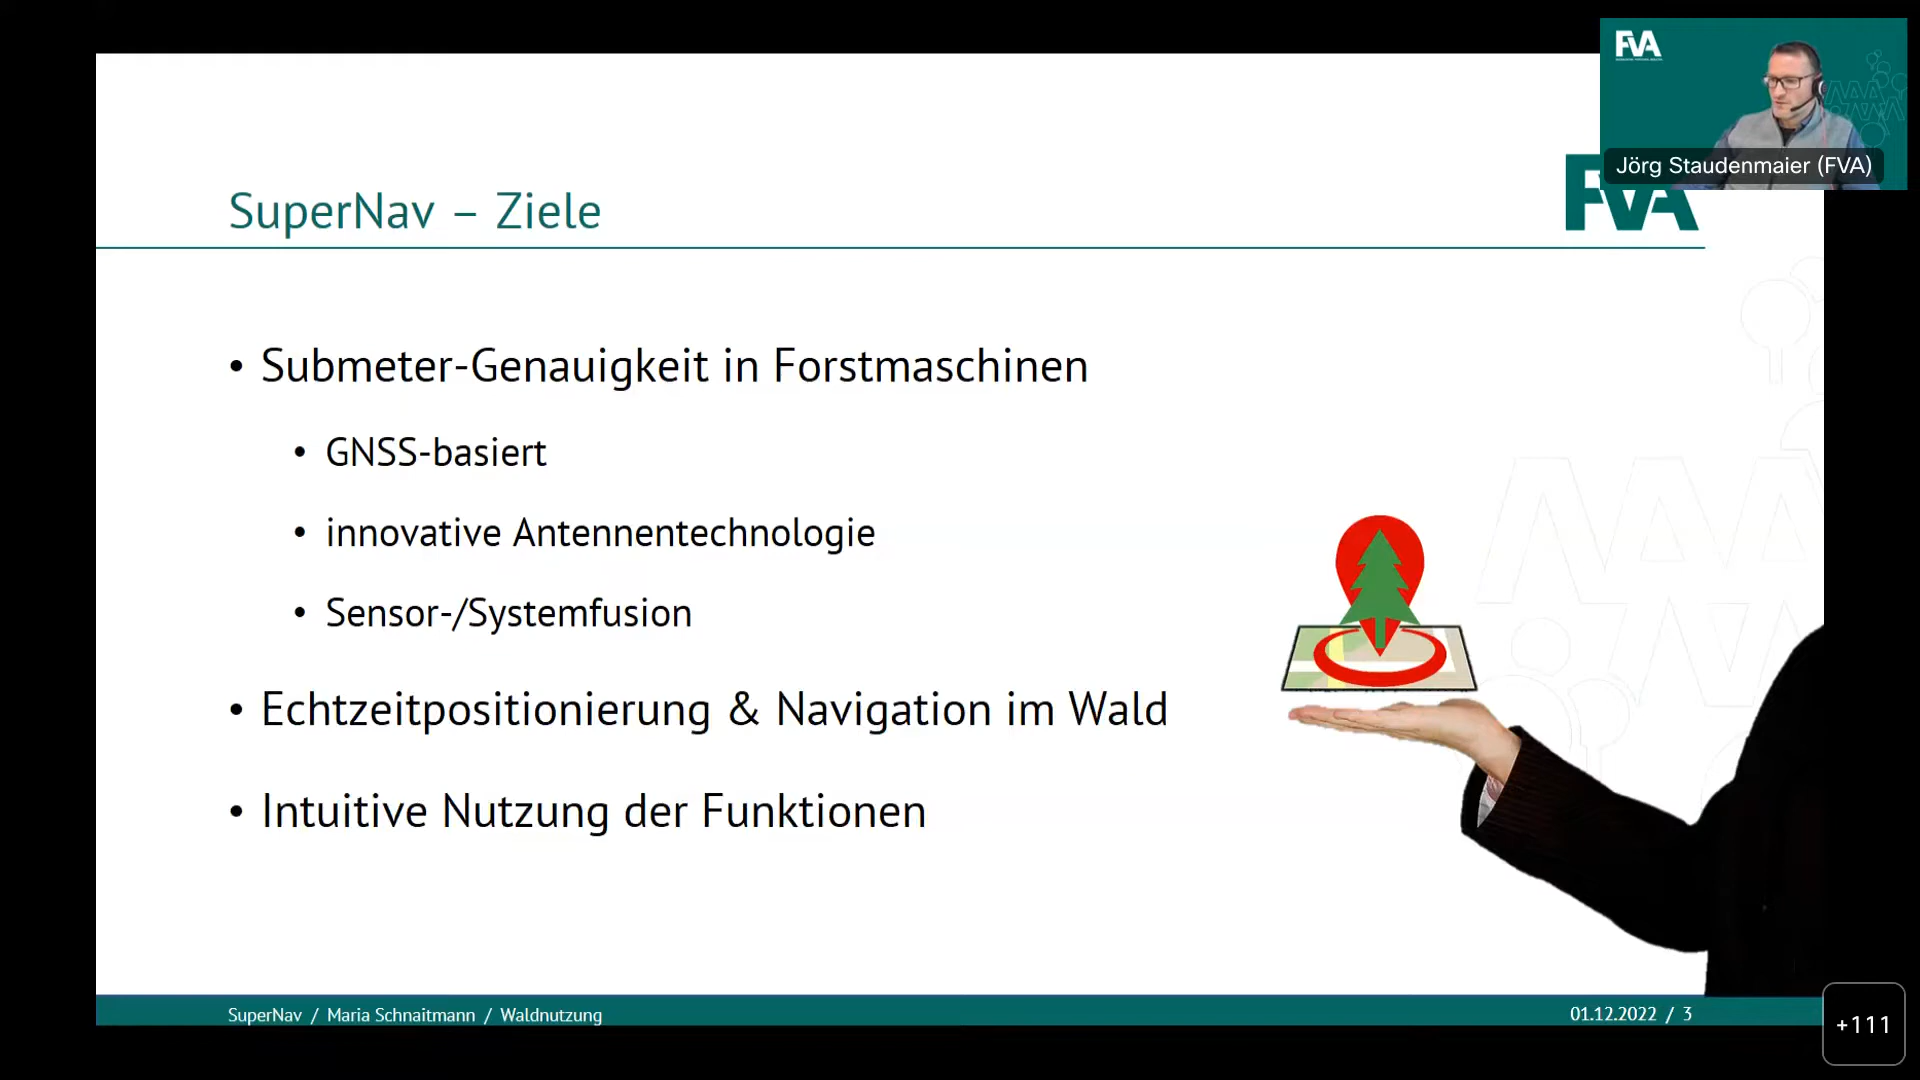 FVA
Jörg Staudenmaier (FVA)
FVA
SuperNav – Ziele
• Submeter-Genauigkeit in Forstmaschinen
• GNSS-basiert
• innovative Antennentechnologie
• Sensor-/Systemfusion
• Echtzeitpositionierung & Navigation im Wald
• Intuitive Nutzung der Funktionen
SuperNav / Maria Schnaitmann / Waldnutzung
01.12.2022 / 3
+111